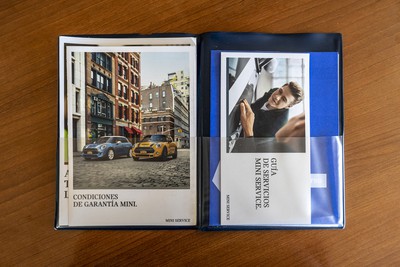 CONDICIONES
DE GARANTÍA MINI.
MINI SERVICE
GUÍA
DE SERVICIOS
MINI SERVICE.
MINI SERVICE